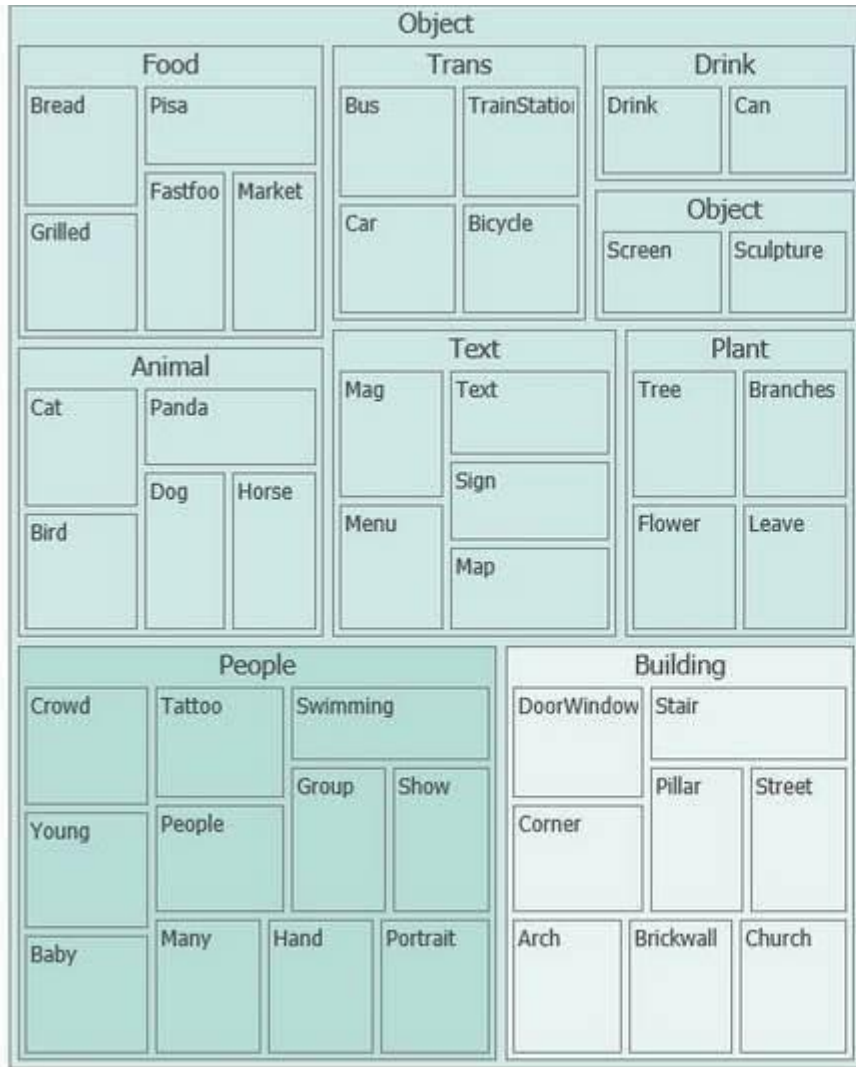 Object
Food
Bread
Pisa
Fastfoo
Market
Grilled
Trans
Bus
TrainStation
Car
Bicycle
Drink
Drink
Can
Object
Screen
Sculpture
Animal
Cat
Panda
Dog
Horse
Bird
Text
Mag
Text
Sign
Menu
Map
Plant
Tree
Branches
Flower
Leave
People
Crowd
Tattoo
Swimming
Group
Show
Young
People
Baby
Many
Hand
Portrait
Building
DoorWindow
Stair
Pillar
Street
Corner
Arch
Brickwall
Church